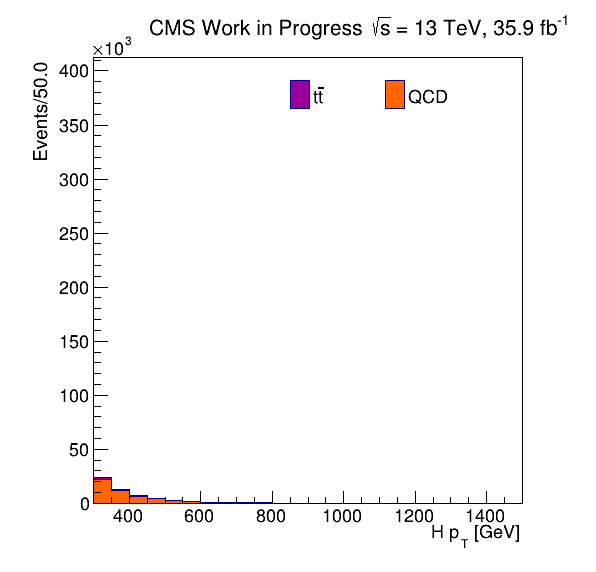 CMS Work in Progress √s = 13 TeV, 35.9 fb⁻¹
×10³
Events/50.0
400
350
300
250
200
150
100
50
0
tt̄
QCD
400 600 800 1000 1200 1400
H p_T [GeV]